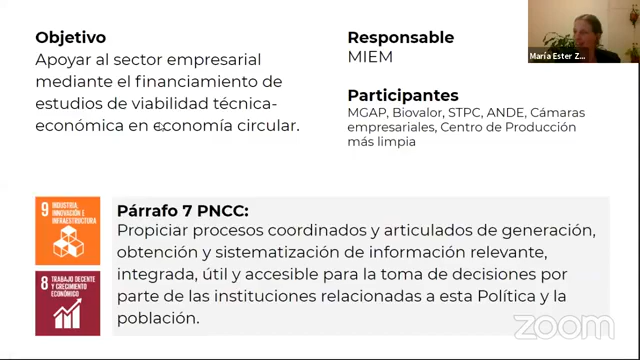 Objetivo
Apoyar al sector empresarial
mediante el financiamiento de
estudios de viabilidad técnica-
económica en economía circular.
Responsable
MIEM
Participantes
MGAP, Biovalor, STPC, ANDE, Cámaras
empresariales, Centro de Producción
más limpia
María Ester Z...
9 INDUSTRIA,
INNOVACIÓN E
INFRAESTRUCTURA
8 TRABAJO DECENTE
Y CRECIMIENTO
ECONÓMICO
Párrafo 7 PNCC:
Propiciar procesos coordinados y articulados de generación,
obtención y sistematización de información relevante,
integrada, útil y accesible para la toma de decisiones por
parte de las instituciones relacionadas a esta Política y la
población.
zoom